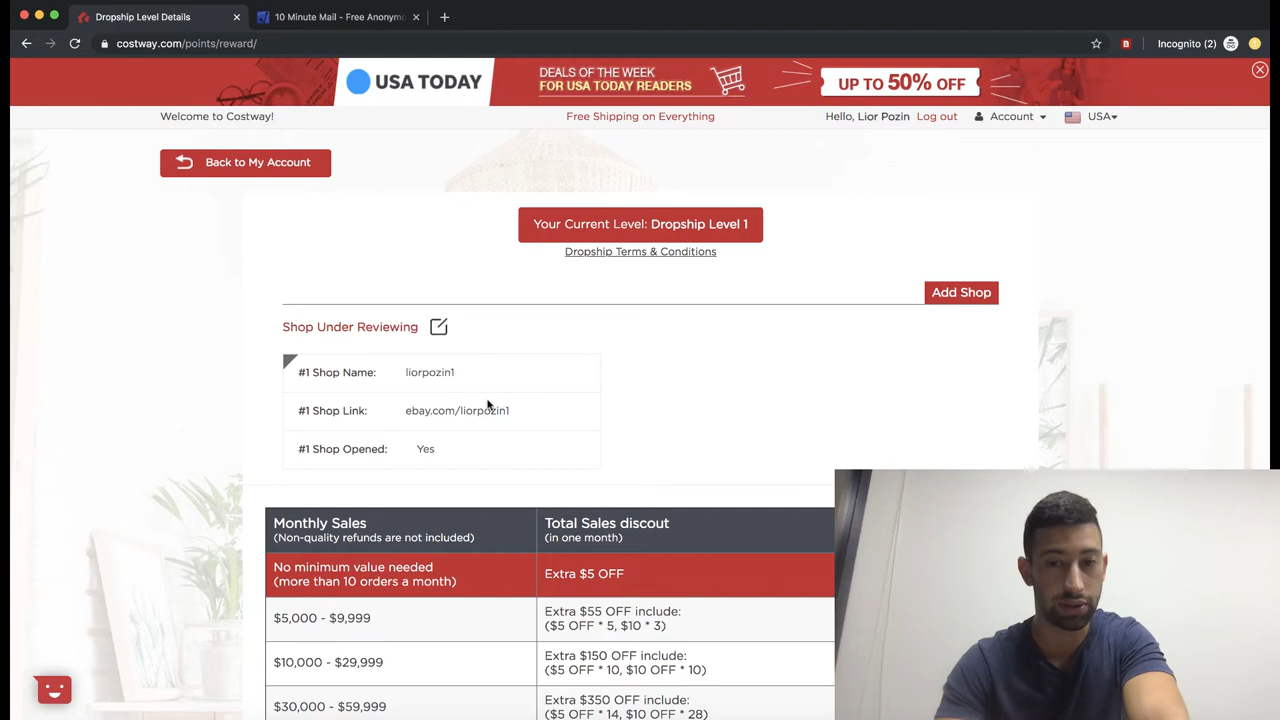 Dropship Level Details
10 Minute Mail - Free Anonymo
costway.com/points/reward/
Incognito (2)
USA TODAY
DEALS OF THE WEEK
FOR USA TODAY READERS
UP TO 50% OFF
Welcome to Costway!
Free Shipping on Everything
Hello, Lior Pozin Log out
Account
USA
Back to My Account
Your Current Level: Dropship Level 1
Dropship Terms & Conditions
Add Shop
Shop Under Reviewing
#1 Shop Name: liorpozin1
#1 Shop Link: ebay.com/liorpozin1
#1 Shop Opened: Yes
Monthly Sales
(Non-quality refunds are not included)
Total Sales discout
(in one month)
No minimum value needed
(more than 10 orders a month)
Extra $5 OFF
$5,000 - $9,999
Extra $55 OFF include:
($5 OFF * 5, $10 * 3)
$10,000 - $29,999
Extra $150 OFF include:
($5 OFF * 10, $10 OFF * 10)
$30,000 - $59,999
Extra $350 OFF include:
($5 OFF * 14, $10 OFF * 28)